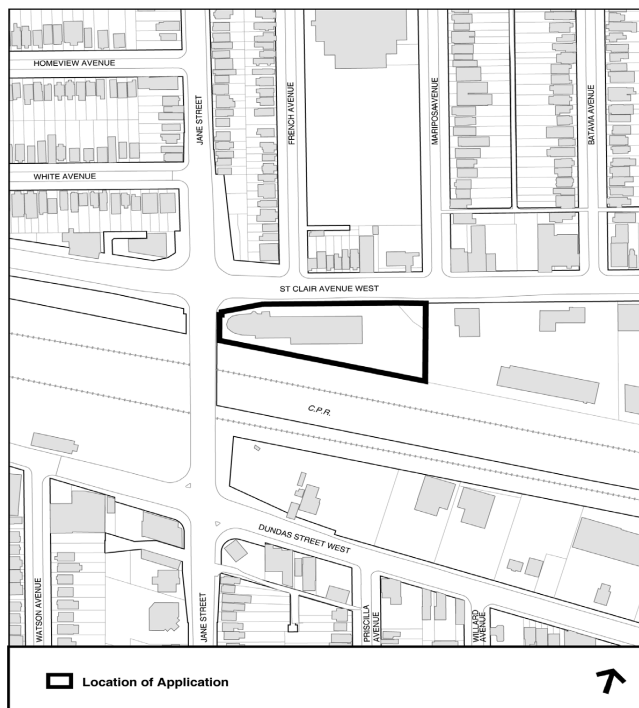 HOMEVIEW AVENUE
JANE STREET
FRENCH AVENUE
MARIPOSA AVENUE
BATAVIA AVENUE
WHITE AVENUE
ST CLAIR AVENUE WEST
C.P.R.
DUNDAS STREET WEST
WATSON AVENUE
JANE STREET
PRISCILLA
AVENUE
WILLARD
AVENUE
Location of Application